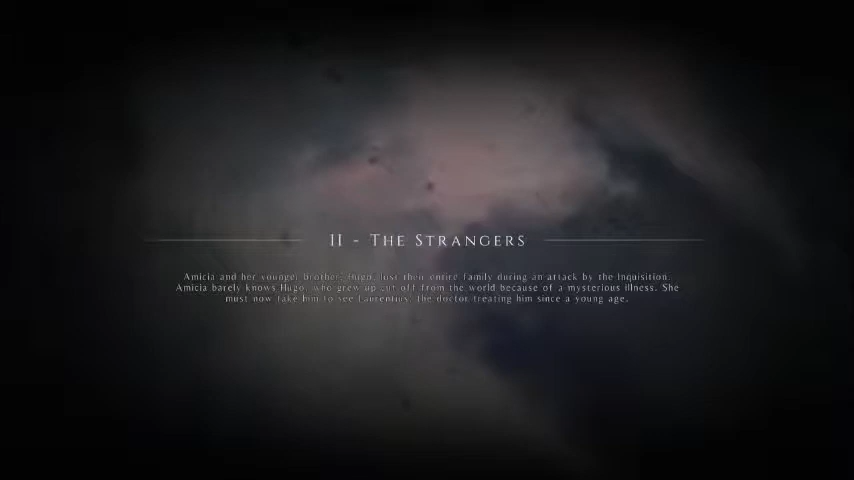 II - The Strangers
Amicia and her younger brother, Hugo, lost their entire family during an attack by the Inquisition.
Amicia barely knows Hugo, who grew up cut off from the world because of a mysterious illness. She
must now take him to see Laurentius, the doctor treating him since a young age.